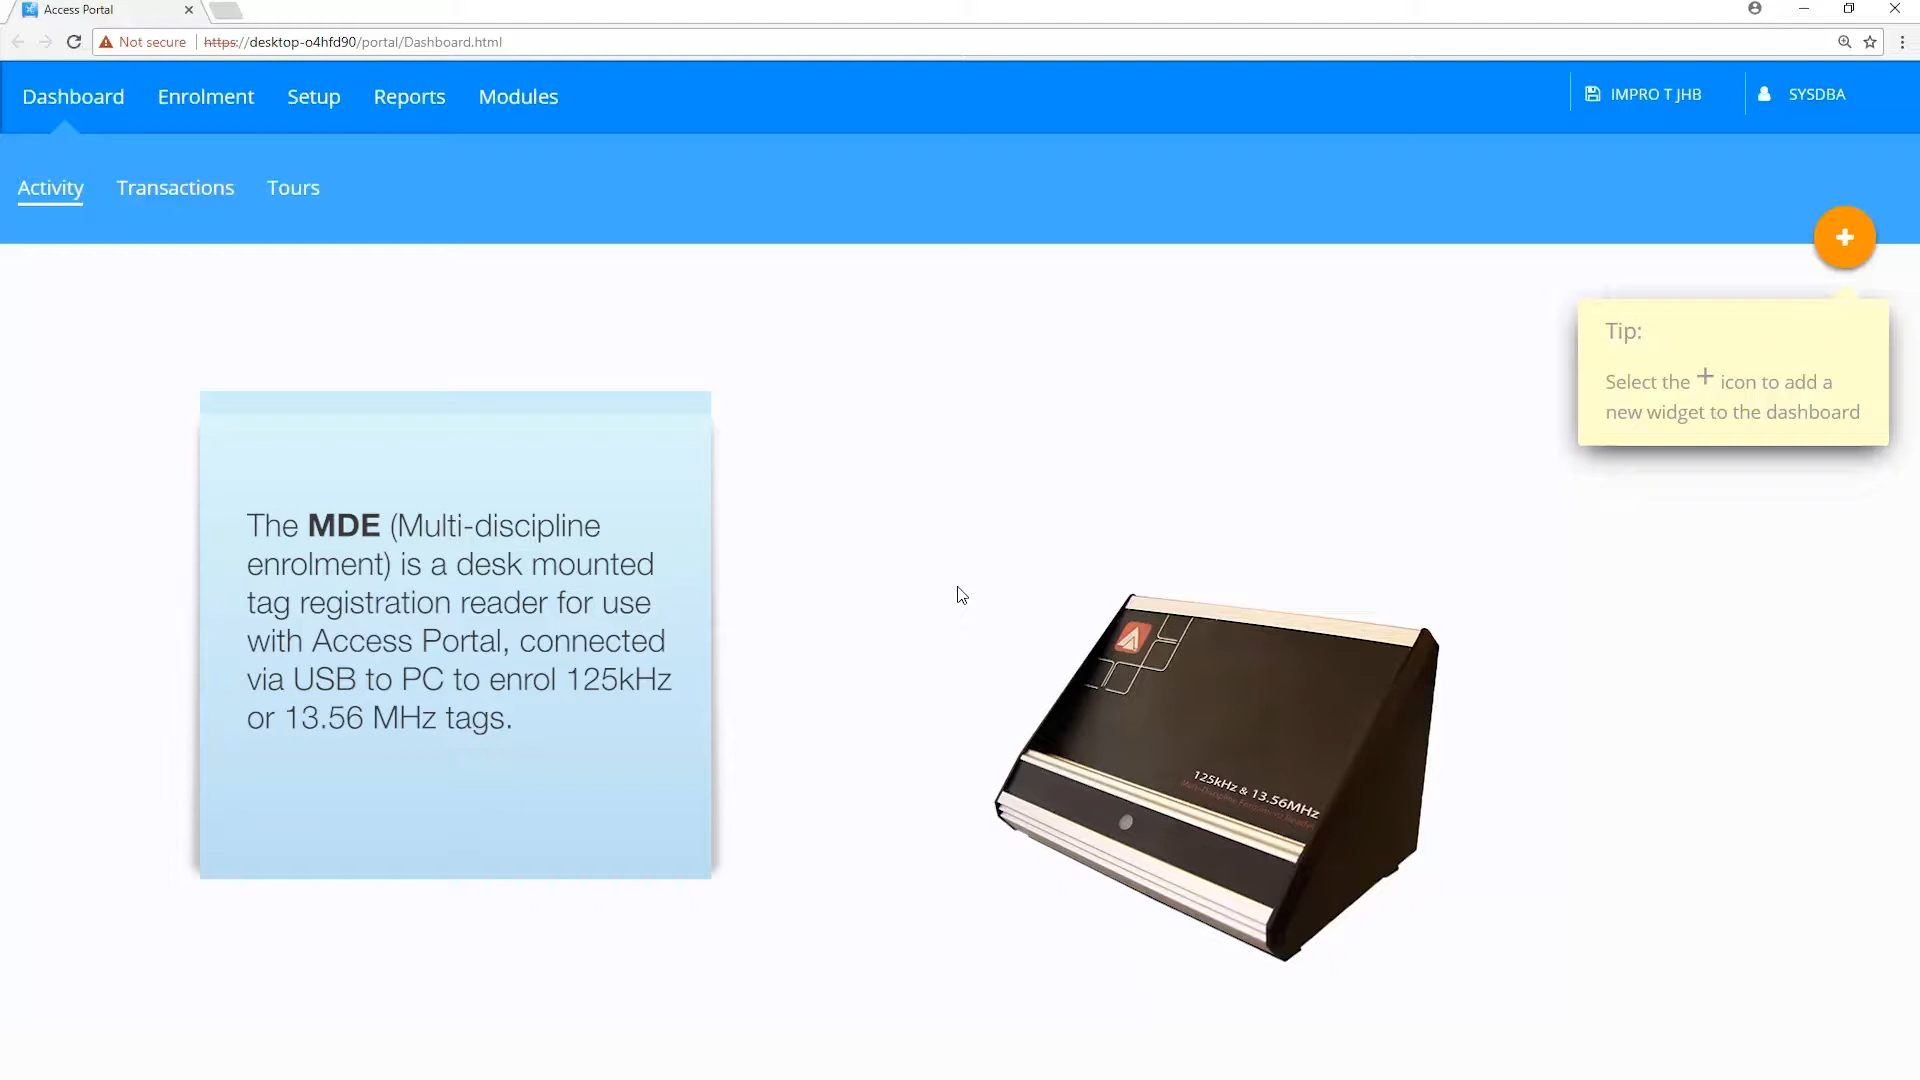 Access Portal
Not secure
https://desktop-o4hfd90/portal/Dashboard.html
Dashboard
Enrolment
Setup
Reports
Modules
IMPRO T JHB
SYSDBA
Activity
Transactions
Tours
Tip:
Select the + icon to add a
new widget to the dashboard
The MDE (Multi-discipline
enrolment) is a desk mounted
tag registration reader for use
with Access Portal, connected
via USB to PC to enrol 125kHz
or 13.56 MHz tags.
125kHz & 13.56MHz